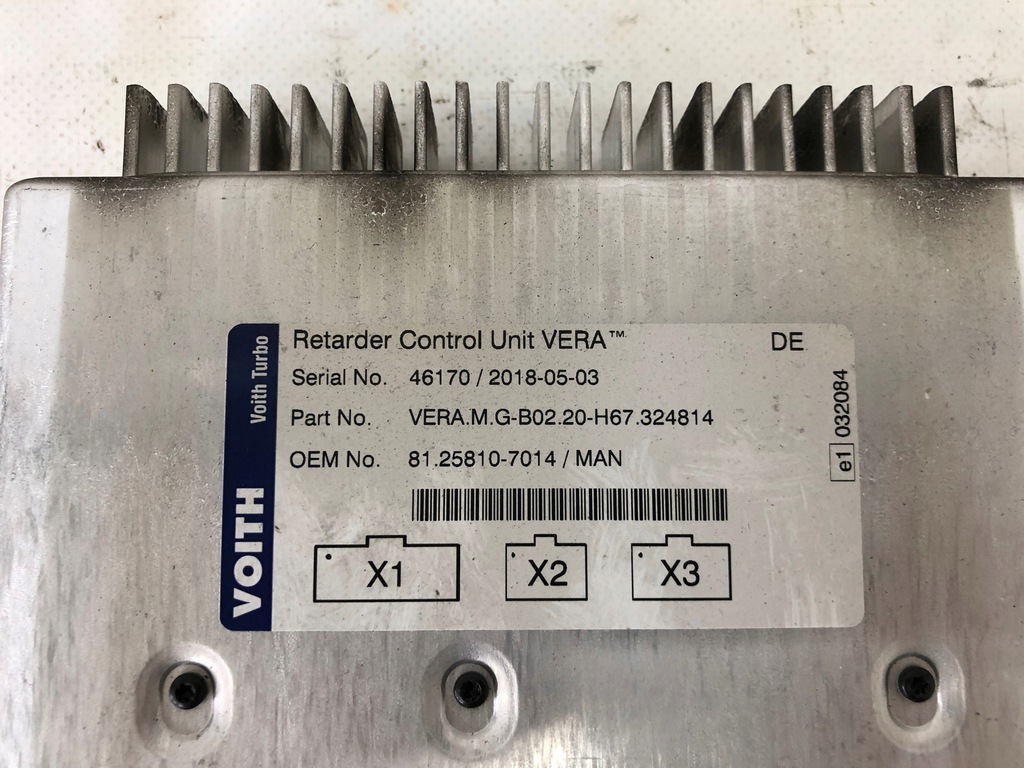 Retarder Control Unit VERA™ DE
Serial No. 46170 / 2018-05-03
Part No. VERA.M.G-B02.20-H67.324814
OEM No. 81.25810-7014 / MAN
X1 X2 X3
VOITH Voith Turbo
e1 032084